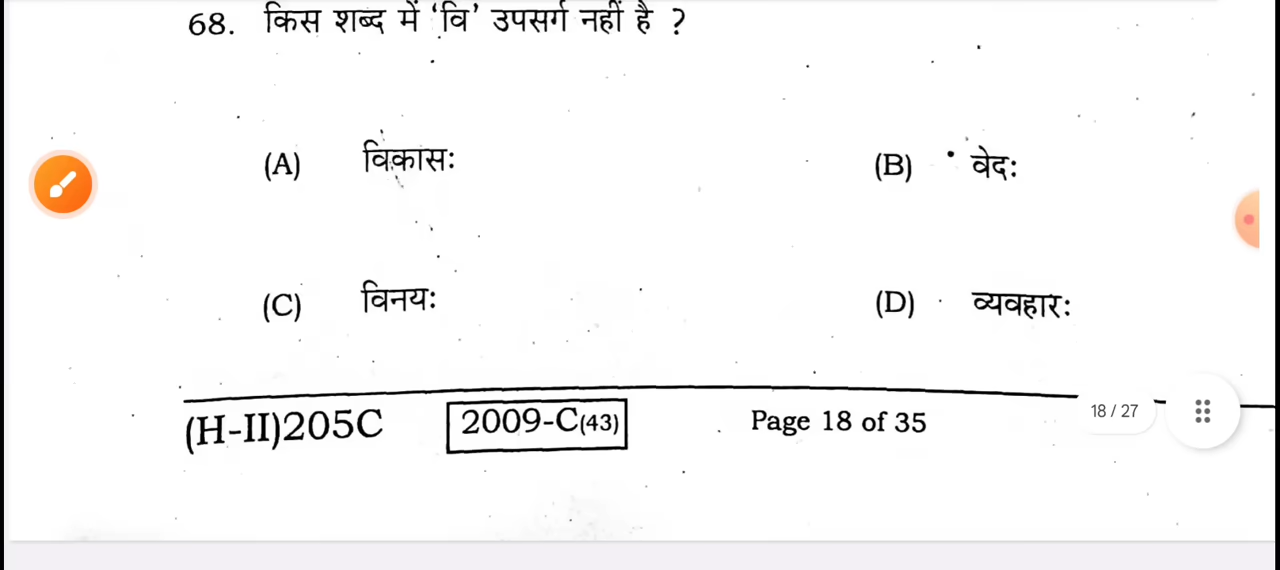 68. किस शब्द में 'वि' उपसर्ग नहीं है ?
(A) विकासः (B) वेदः
(C) विनयः (D) व्यवहारः
(H-II)205C 2009-C(43) Page 18 of 35
18 / 27